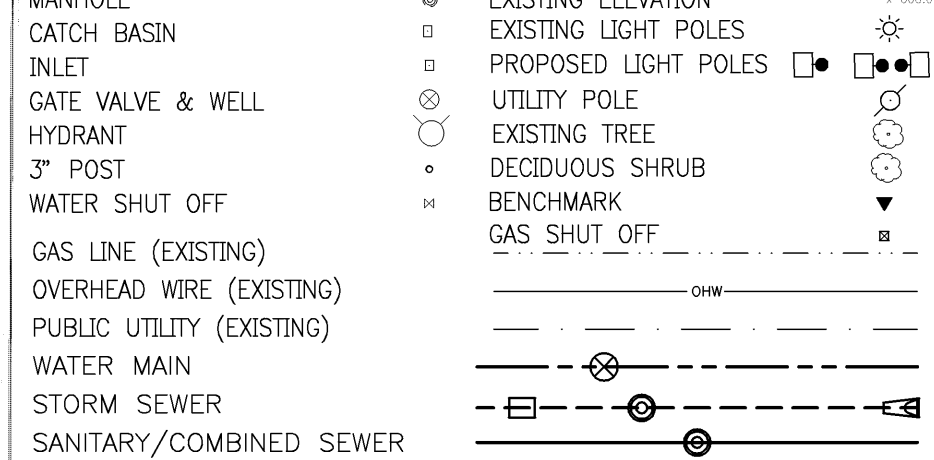 MANHOLE
CATCH BASIN
INLET
GATE VALVE & WELL
HYDRANT
3" POST
WATER SHUT OFF
EXISTING ELEVATION
EXISTING LIGHT POLES
PROPOSED LIGHT POLES
UTILITY POLE
EXISTING TREE
DECIDUOUS SHRUB
BENCHMARK
GAS SHUT OFF
GAS LINE (EXISTING)
OVERHEAD WIRE (EXISTING)
OHW
PUBLIC UTILITY (EXISTING)
WATER MAIN
STORM SEWER
SANITARY/COMBINED SEWER